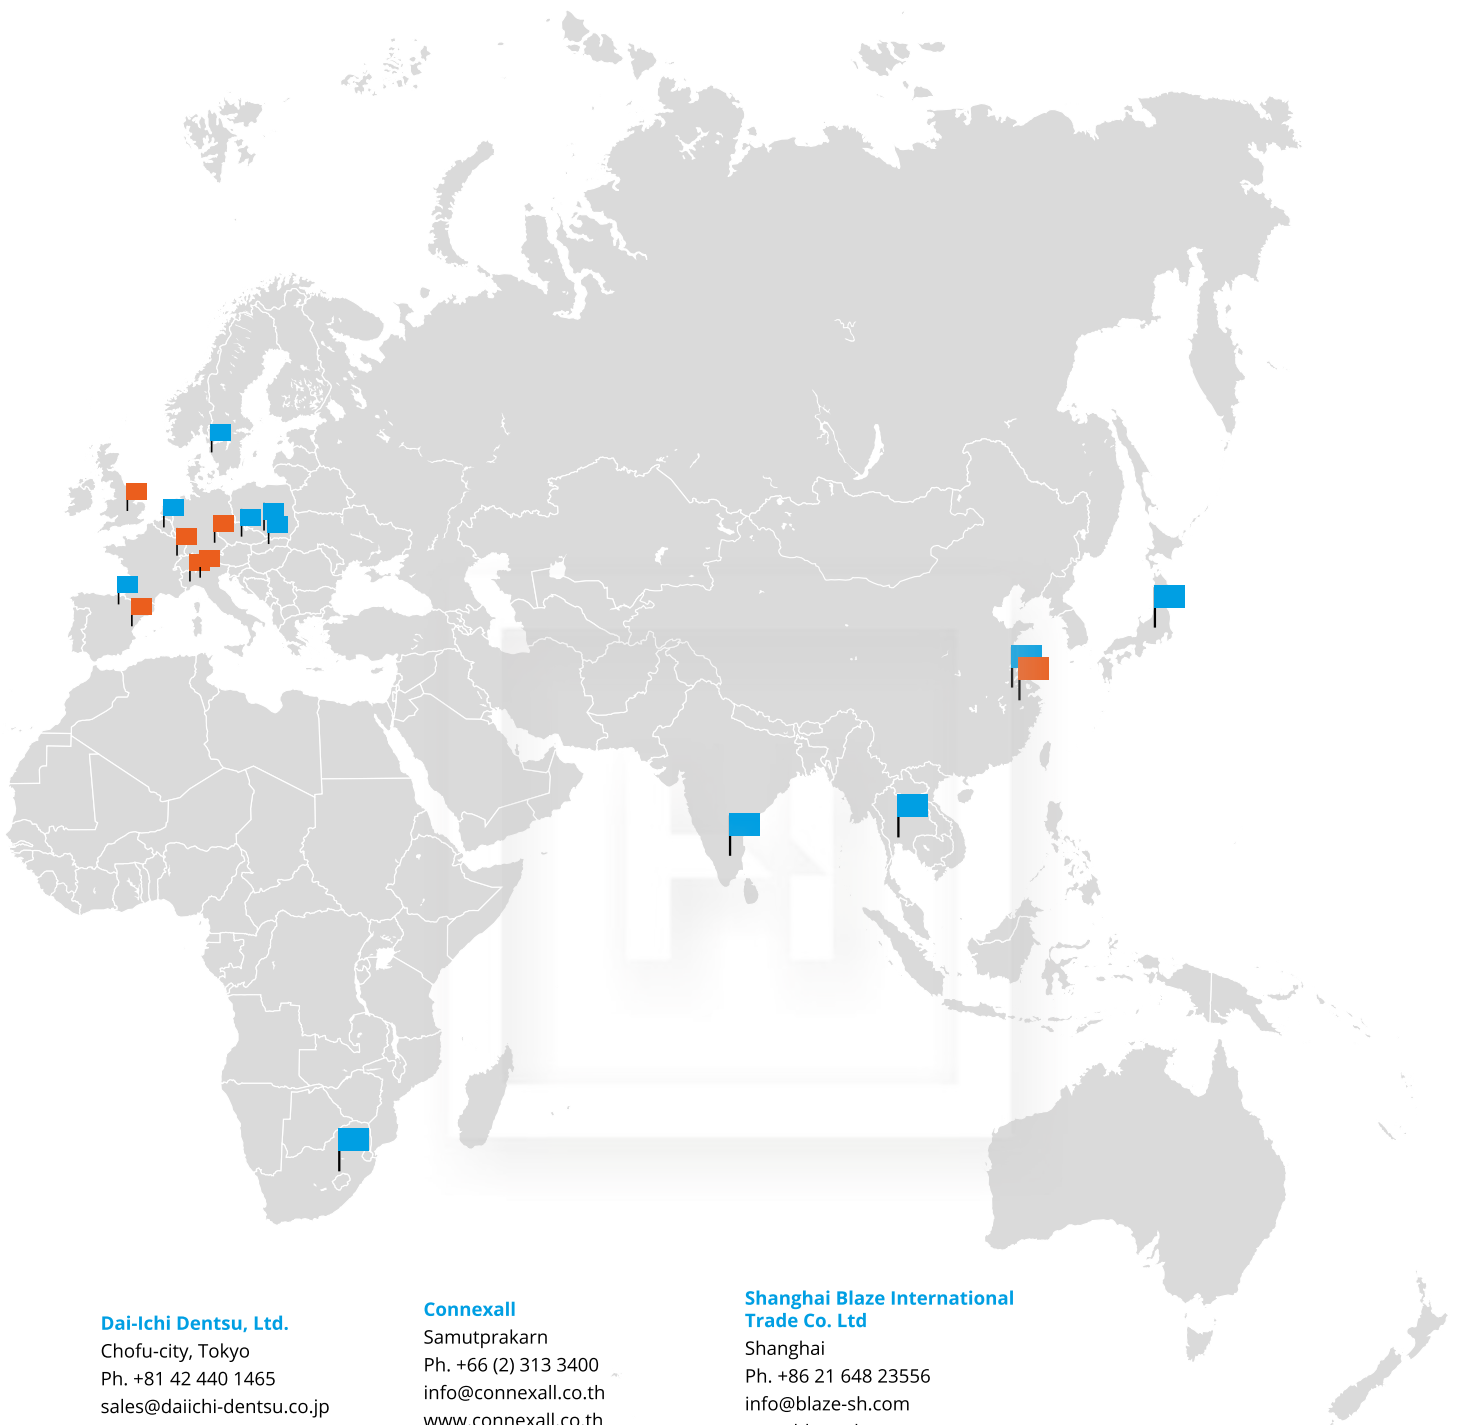 Dai-Ichi Dentsu, Ltd.
Chofu-city, Tokyo
Ph. +81 42 440 1465
sales@daiichi-dentsu.co.jp
Connexall
Samutprakarn
Ph. +66 (2) 313 3400
info@connexall.co.th
www.connexall.co.th
Shanghai Blaze International
Trade Co. Ltd
Shanghai
Ph. +86 21 648 23556
info@blaze-sh.com